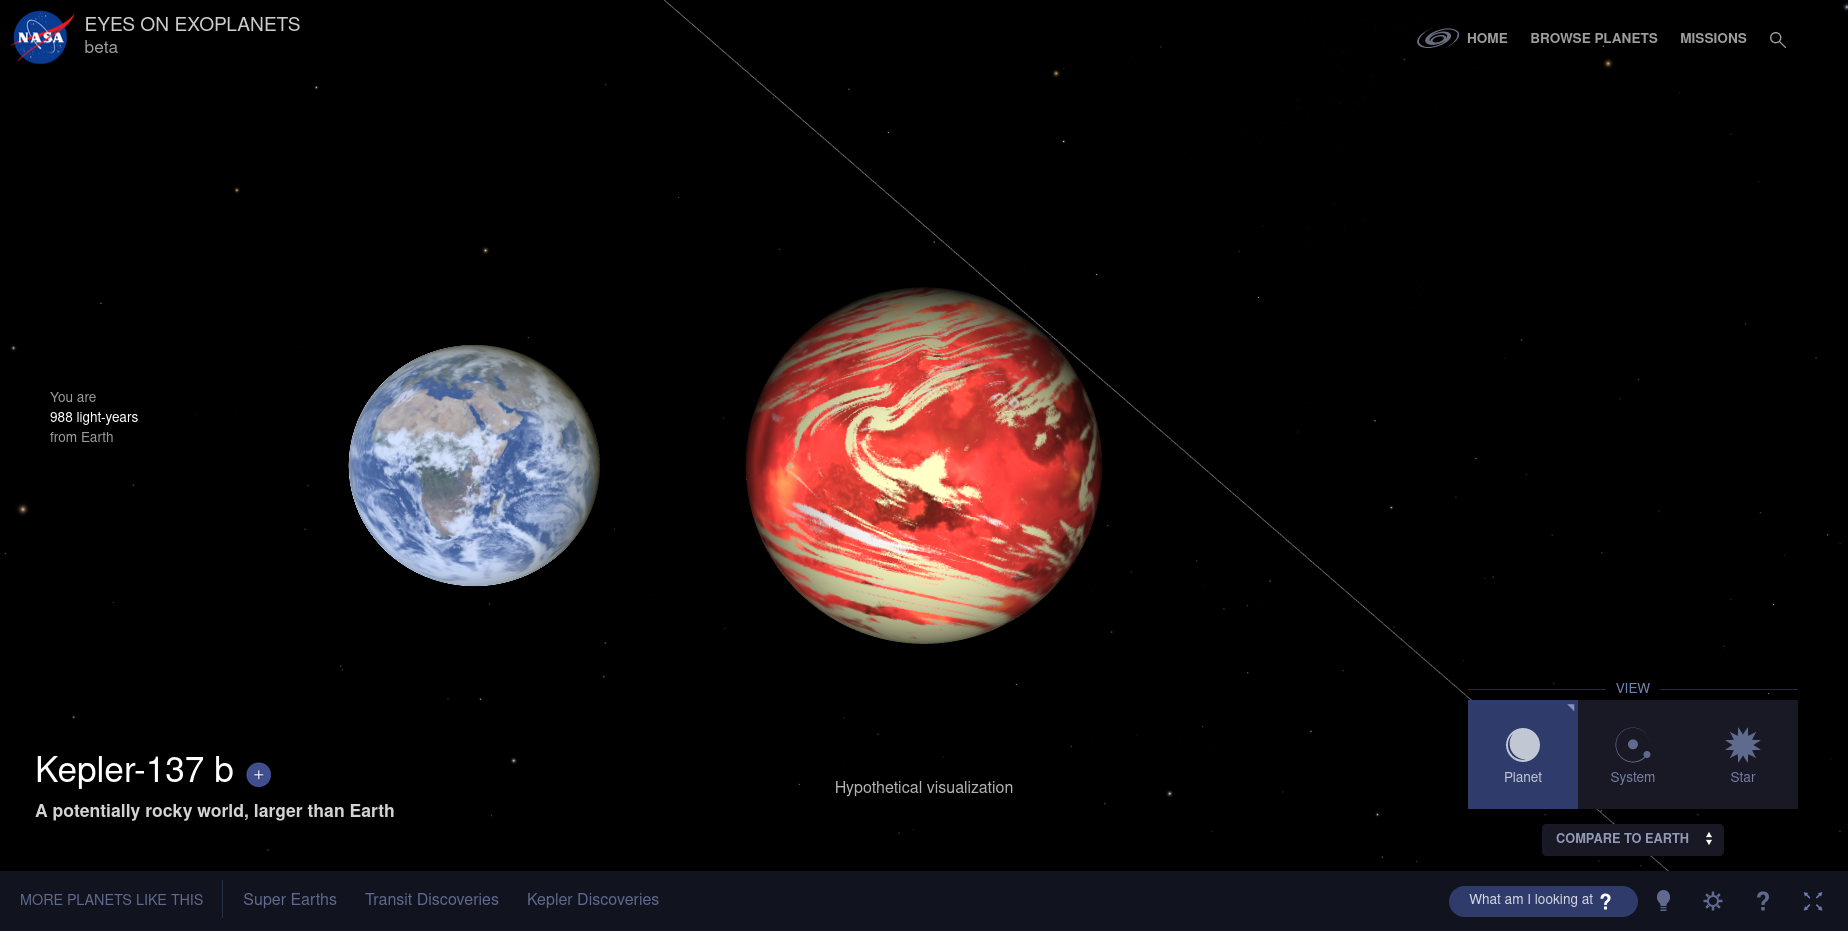 NASA
EYES ON EXOPLANETS
beta
HOME
BROWSE PLANETS
MISSIONS
You are
988 light-years
from Earth
Kepler-137 b +
A potentially rocky world, larger than Earth
Hypothetical visualization
VIEW
Planet
System
Star
COMPARE TO EARTH
MORE PLANETS LIKE THIS
Super Earths
Transit Discoveries
Kepler Discoveries
What am I looking at ?
?